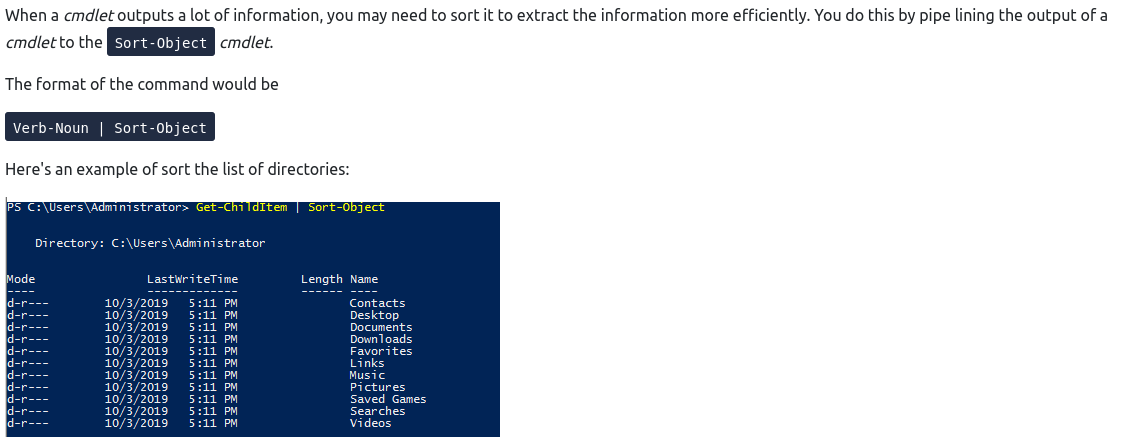 When a cmdlet outputs a lot of information, you may need to sort it to extract the information more efficiently. You do this by pipe lining the output of a
cmdlet to the Sort-Object cmdlet.
The format of the command would be
Verb-Noun | Sort-Object
Here's an example of sort the list of directories:
PS C:\Users\Administrator> Get-ChildItem | Sort-Object
Directory: C:\Users\Administrator
Mode LastWriteTime Length Name
---- ------------- ------ ----
d-r--- 10/3/2019 5:11 PM Contacts
d-r--- 10/3/2019 5:11 PM Desktop
d-r--- 10/3/2019 5:11 PM Documents
d-r--- 10/3/2019 5:11 PM Downloads
d-r--- 10/3/2019 5:11 PM Favorites
d-r--- 10/3/2019 5:11 PM Links
d-r--- 10/3/2019 5:11 PM Music
d-r--- 10/3/2019 5:11 PM Pictures
d-r--- 10/3/2019 5:11 PM Saved Games
d-r--- 10/3/2019 5:11 PM Searches
d-r--- 10/3/2019 5:11 PM Videos